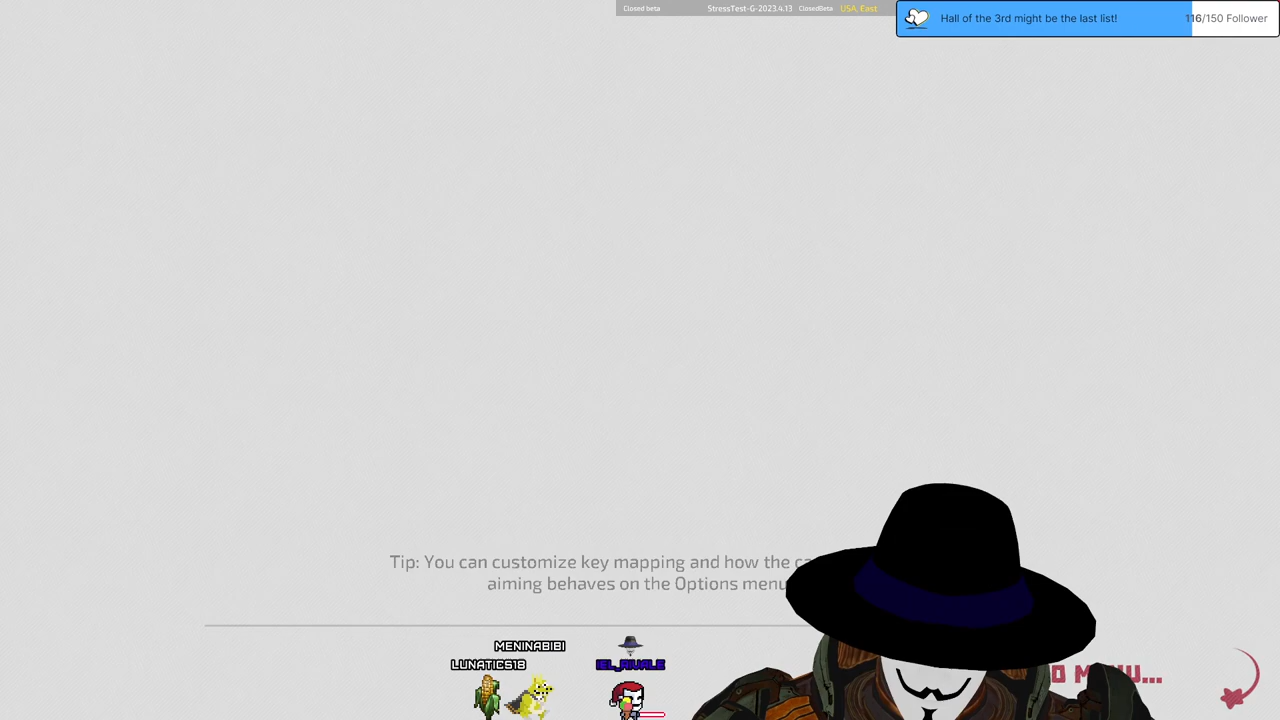 Closed beta StressTest-G-2023.4.13 ClosedBeta USA, East
Hall of the 3rd might be the last list! 116/150 Follower
Tip: You can customize key mapping and how the
aiming behaves on the Options menu
MENINABIBI
LUNATICS18
IEL_RIVALE